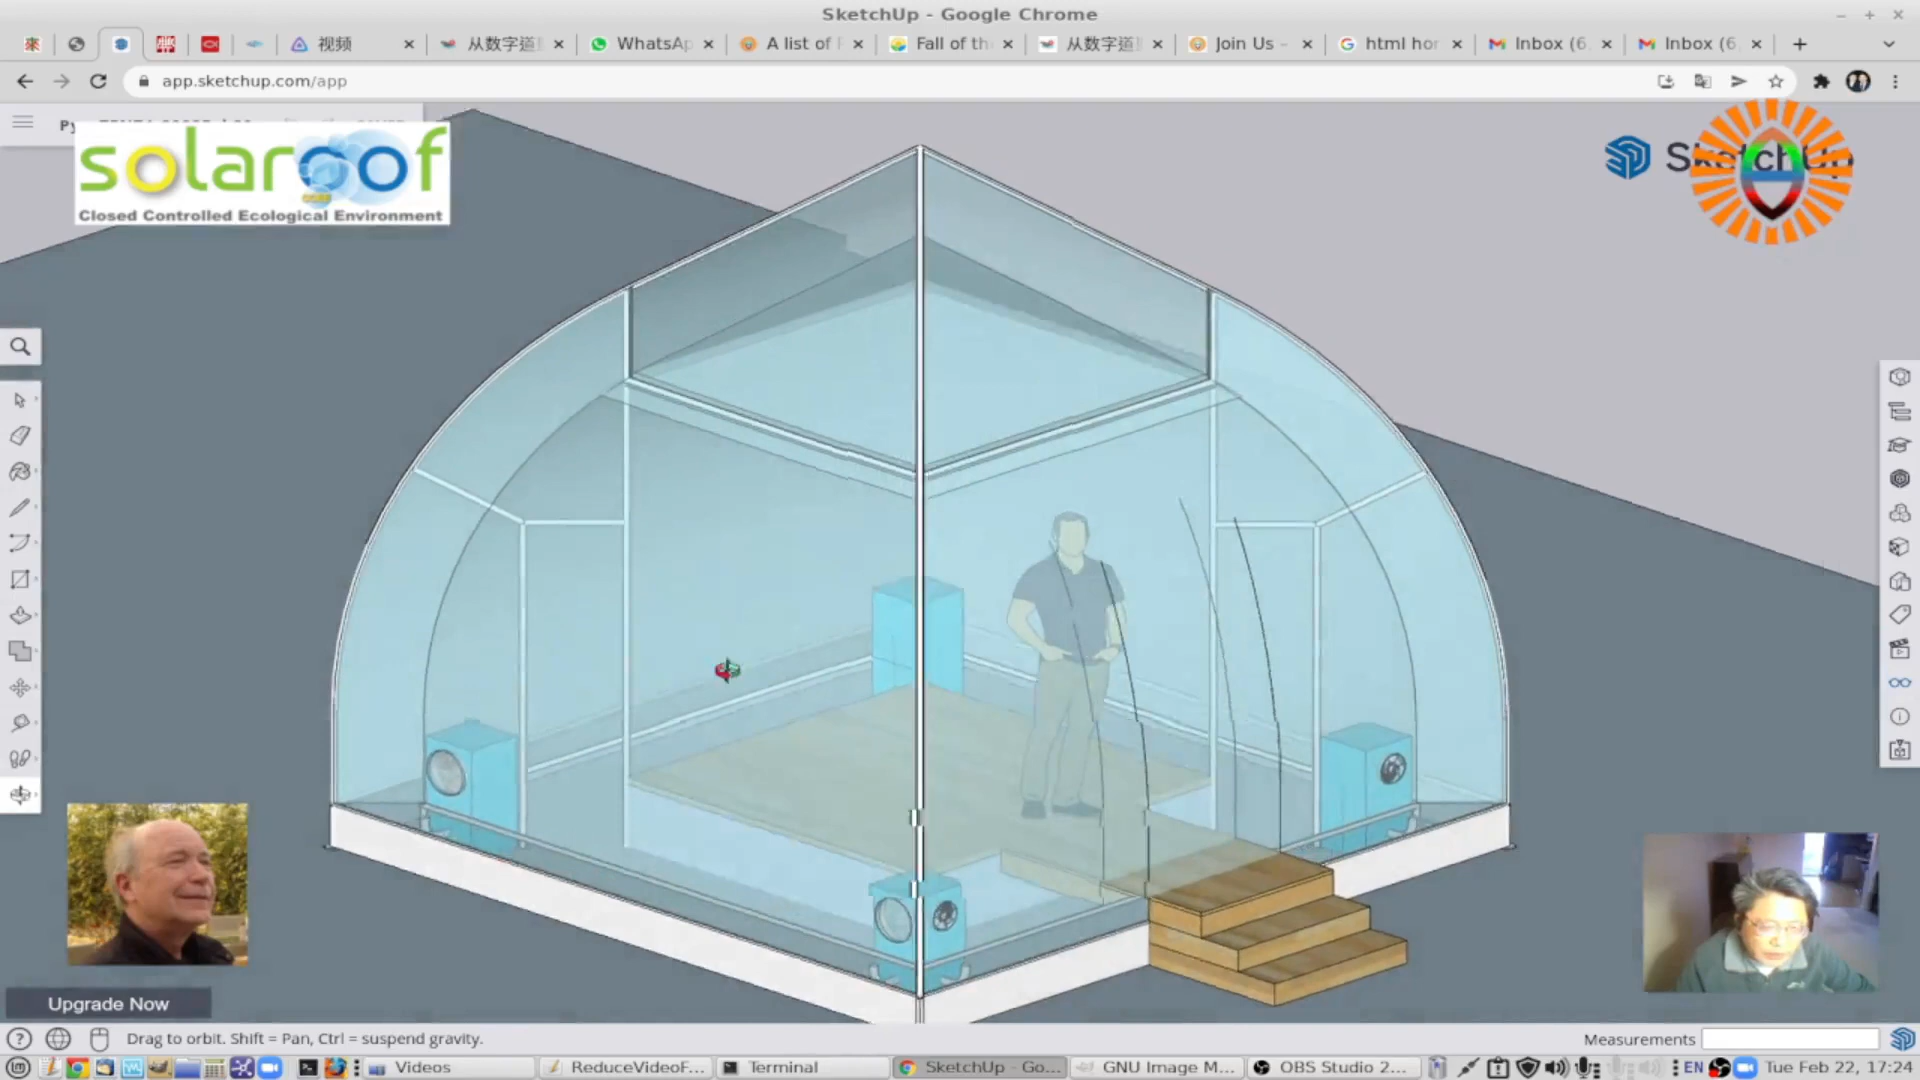 SketchUp - Google Chrome
视频
从数字道
WhatsAp
A list of F
Fall of th
从数字道
Join Us -
html hor
Inbox (6
Inbox (6
app.sketchup.com/app
solaroof
Closed Controlled Ecological Environment
SketchUp
Upgrade Now
Drag to orbit. Shift = Pan, Ctrl = suspend gravity.
Measurements
Videos
ReduceVideoF...
Terminal
SketchUp - Go...
GNU Image M...
OBS Studio 2...
EN
Tue Feb 22, 17:24